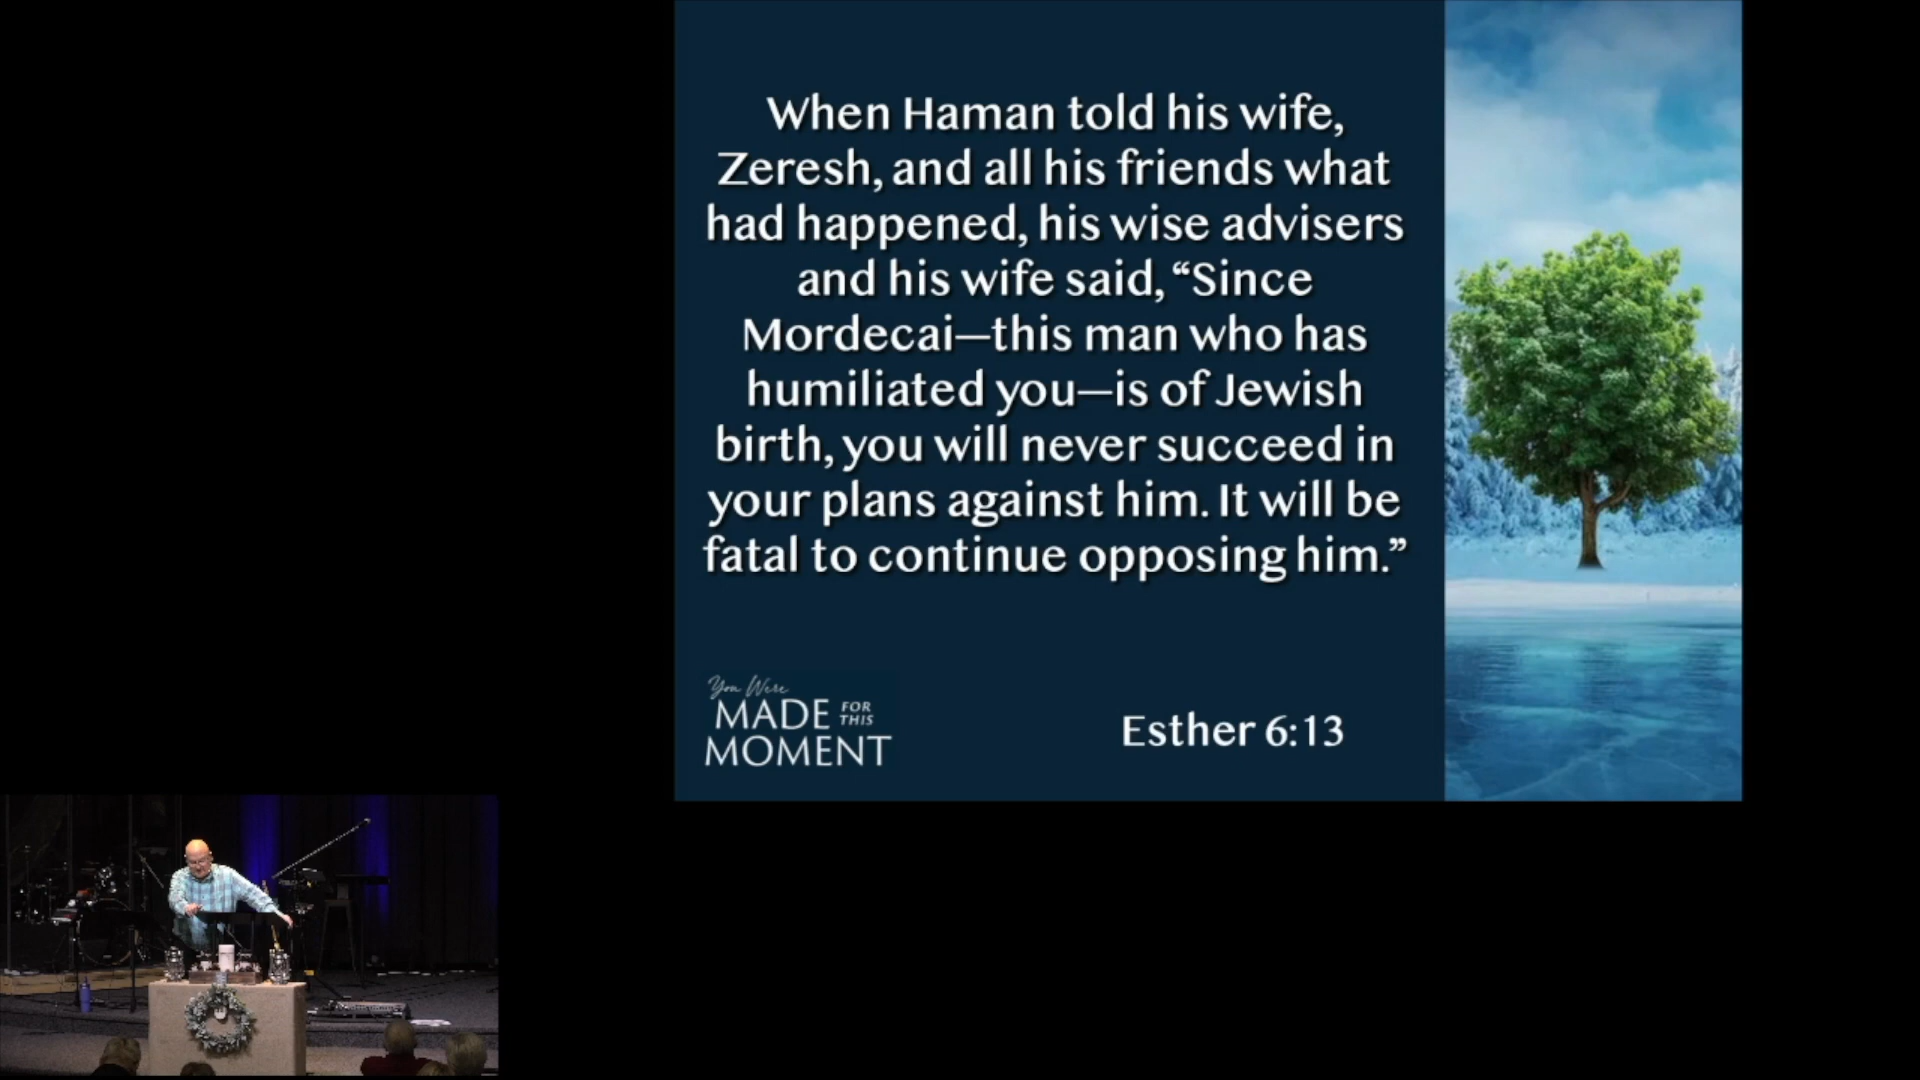 When Haman told his wife,
Zeresh, and all his friends what
had happened, his wise advisers
and his wife said, “Since
Mordecai—this man who has
humiliated you—is of Jewish
birth, you will never succeed in
your plans against him. It will be
fatal to continue opposing him.”
You Were
MADE FOR THIS
MOMENT
Esther 6:13